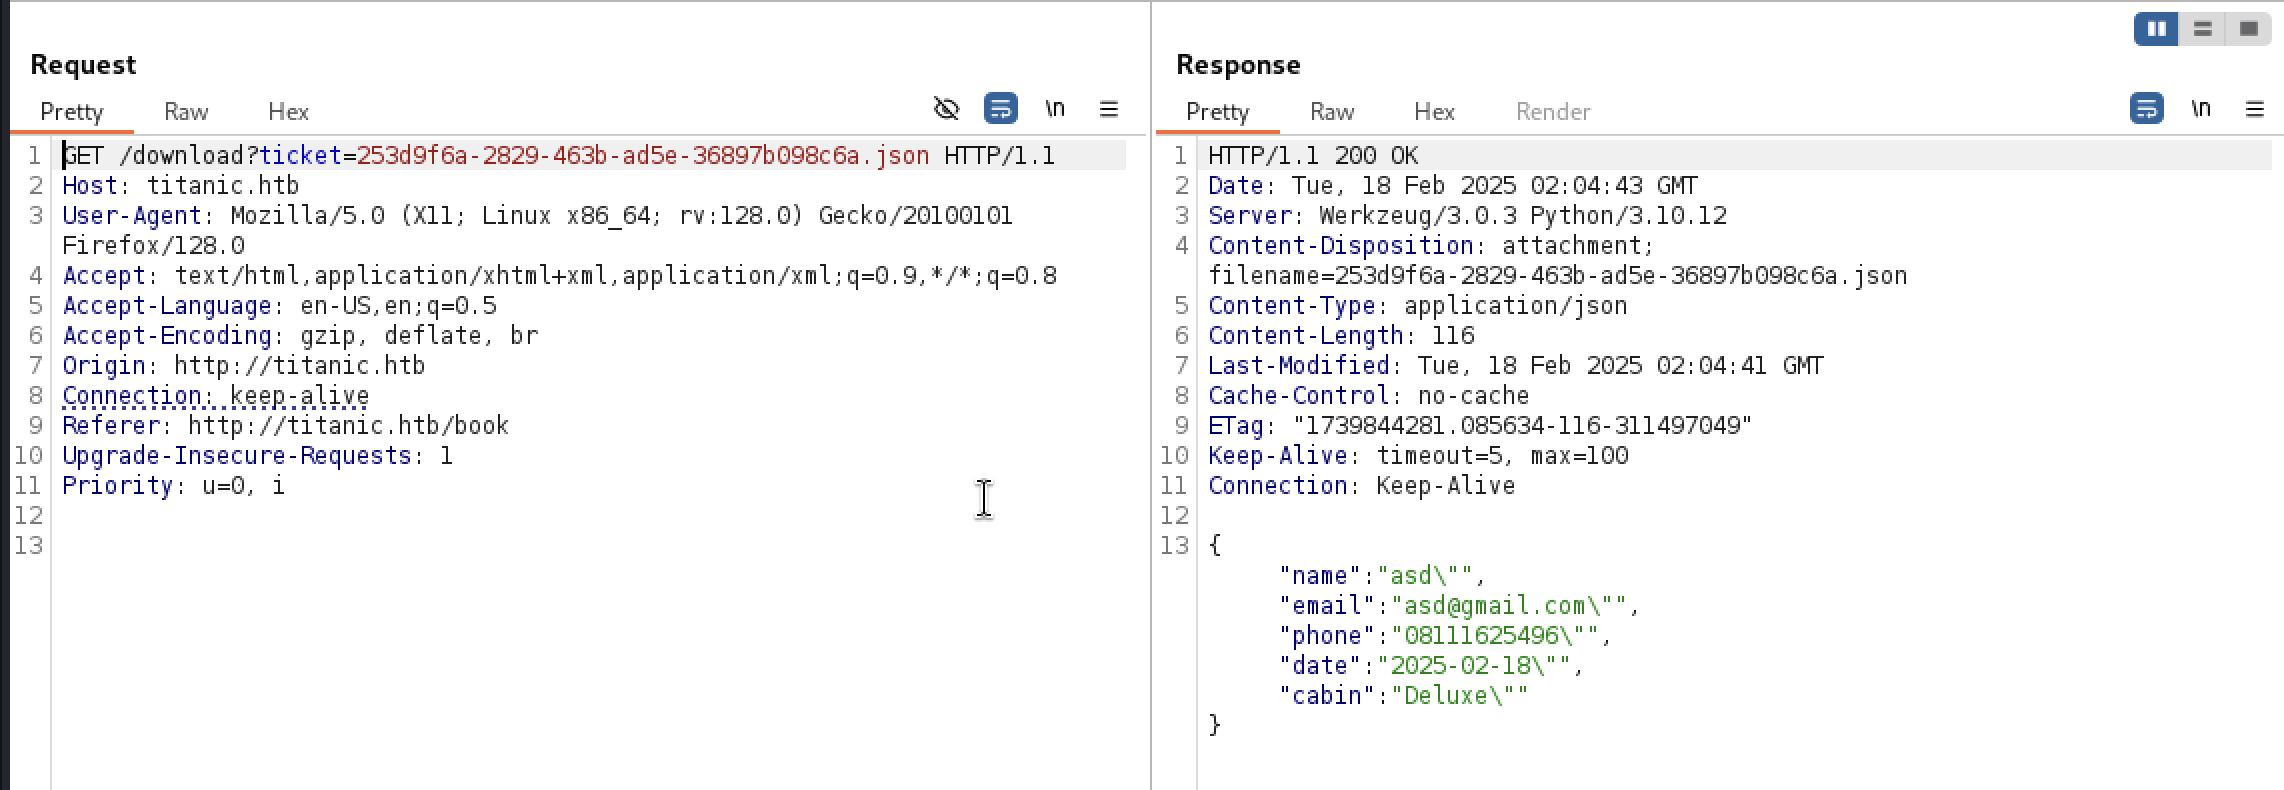 Request
Pretty Raw Hex
\n
1 GET /download?ticket=253d9f6a-2829-463b-ad5e-36897b098c6a.json HTTP/1.1
2 Host: titanic.htb
3 User-Agent: Mozilla/5.0 (X11; Linux x86_64; rv:128.0) Gecko/20100101
Firefox/128.0
4 Accept: text/html,application/xhtml+xml,application/xml;q=0.9,*/*;q=0.8
5 Accept-Language: en-US,en;q=0.5
6 Accept-Encoding: gzip, deflate, br
7 Origin: http://titanic.htb
8 Connection: keep-alive
9 Referer: http://titanic.htb/book
10 Upgrade-Insecure-Requests: 1
11 Priority: u=0, i
12
13
Response
Pretty Raw Hex Render
\n
1 HTTP/1.1 200 OK
2 Date: Tue, 18 Feb 2025 02:04:43 GMT
3 Server: Werkzeug/3.0.3 Python/3.10.12
4 Content-Disposition: attachment;
filename=253d9f6a-2829-463b-ad5e-36897b098c6a.json
5 Content-Type: application/json
6 Content-Length: 116
7 Last-Modified: Tue, 18 Feb 2025 02:04:41 GMT
8 Cache-Control: no-cache
9 ETag: "1739844281.085634-116-311497049"
10 Keep-Alive: timeout=5, max=100
11 Connection: Keep-Alive
12
13 {
"name":"asd\"",
"email":"asd@gmail.com\"",
"phone":"08111625496\"",
"date":"2025-02-18\"",
"cabin":"Deluxe\""
}